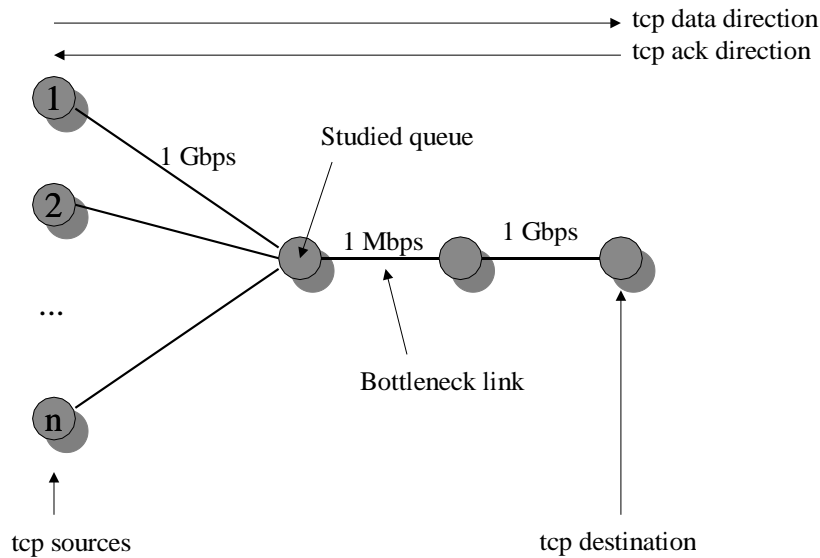 tcp data direction
tcp ack direction
1
Studied queue
1 Gbps
2
1 Mbps
1 Gbps
...
Bottleneck link
n
tcp sources
tcp destination